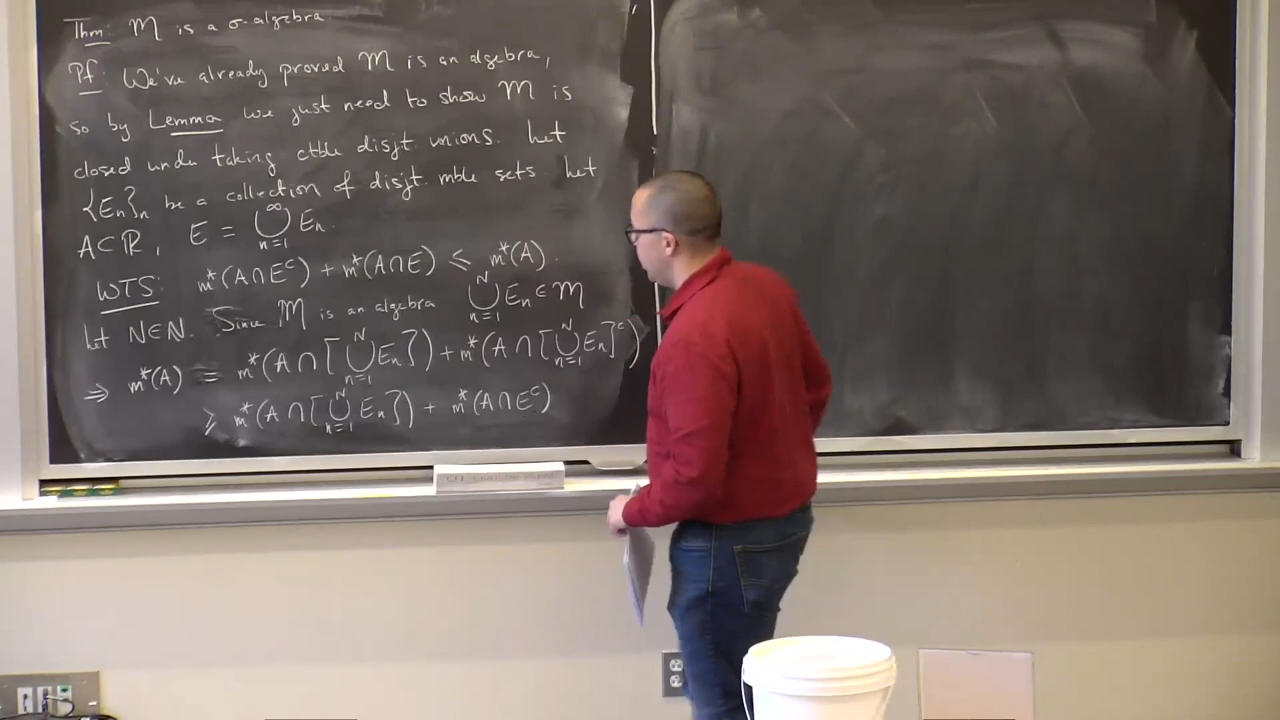 Thm: M is a σ-algebra
Pf: We've already proved M is an algebra,
so by Lemma we just need to show M is
closed under taking ctble disjt. unions. Let
{En}n be a collection of disjt. mble sets. Let
A⊂ℝ, E = ⋃_{n=1}^{∞} En.
WTS: m*(A∩E^c) + m*(A∩E) ≤ m*(A).
Let N∈ℕ. Since M is an algebra ⋃_{n=1}^{N} En ∈ M
⇒ m*(A) = m*(A ∩ [⋃_{n=1}^{N} En]) + m*(A ∩ [⋃_{n=1}^{N} En]^c)
≥ m*(A ∩ [⋃_{n=1}^{N} En]) + m*(A∩E^c)